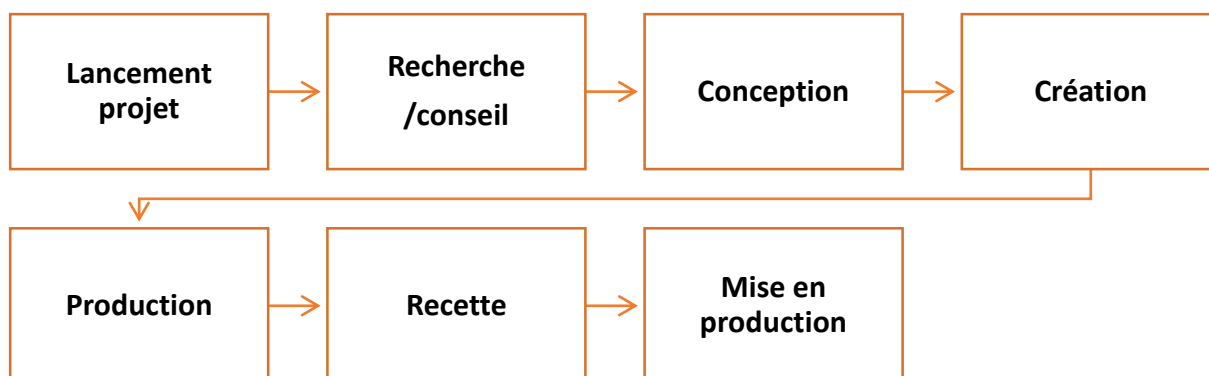 Lancement
projet
Recherche
/conseil
Conception
Création
Production
Recette
Mise en
production